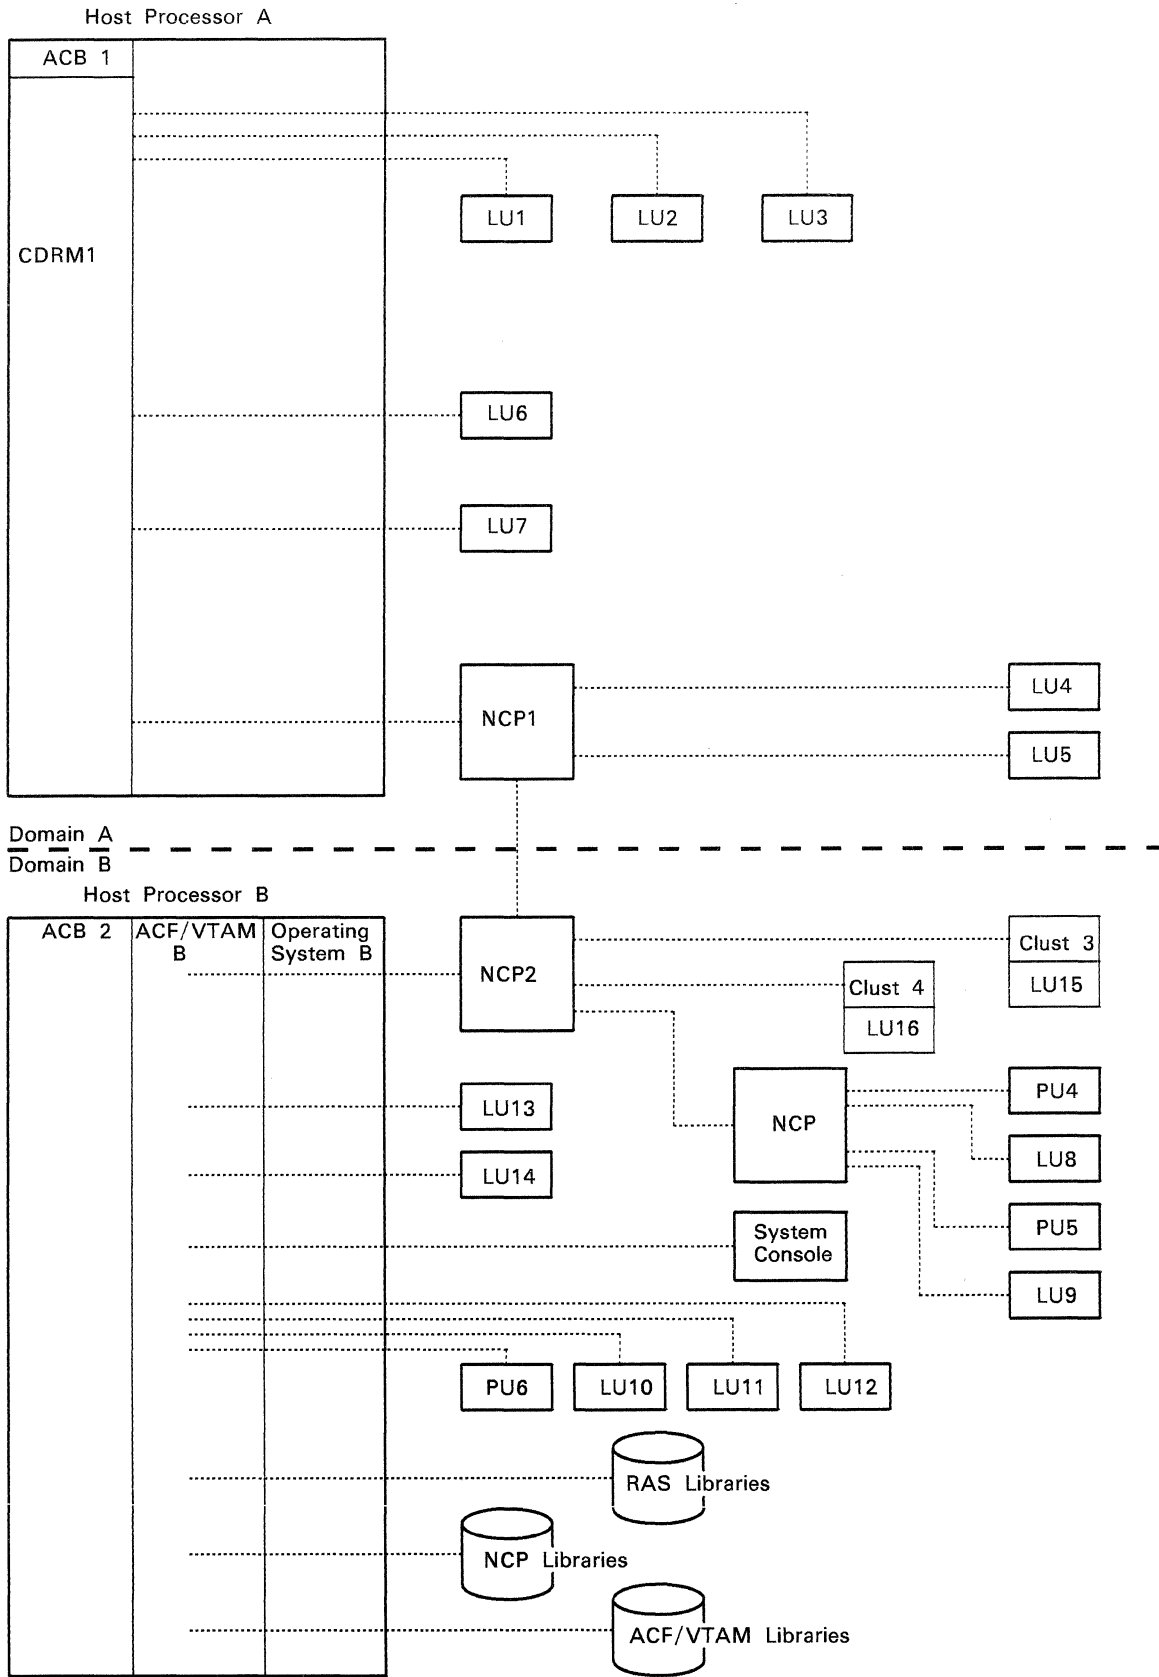 Host Processor A
ACB 1
LU1
LU2
LU3
CDRM1
LU6
LU7
NCP1
LU4
LU5
Domain A
Domain B
Host Processor B
ACB 2
ACF/VTAM
B
Operating
System B
NCP2
Clust 3
LU15
Clust 4
LU16
LU13
NCP
PU4
LU8
LU14
PU5
System
Console
LU9
PU6
LU10
LU11
LU12
RAS Libraries
NCP Libraries
ACF/VTAM Libraries